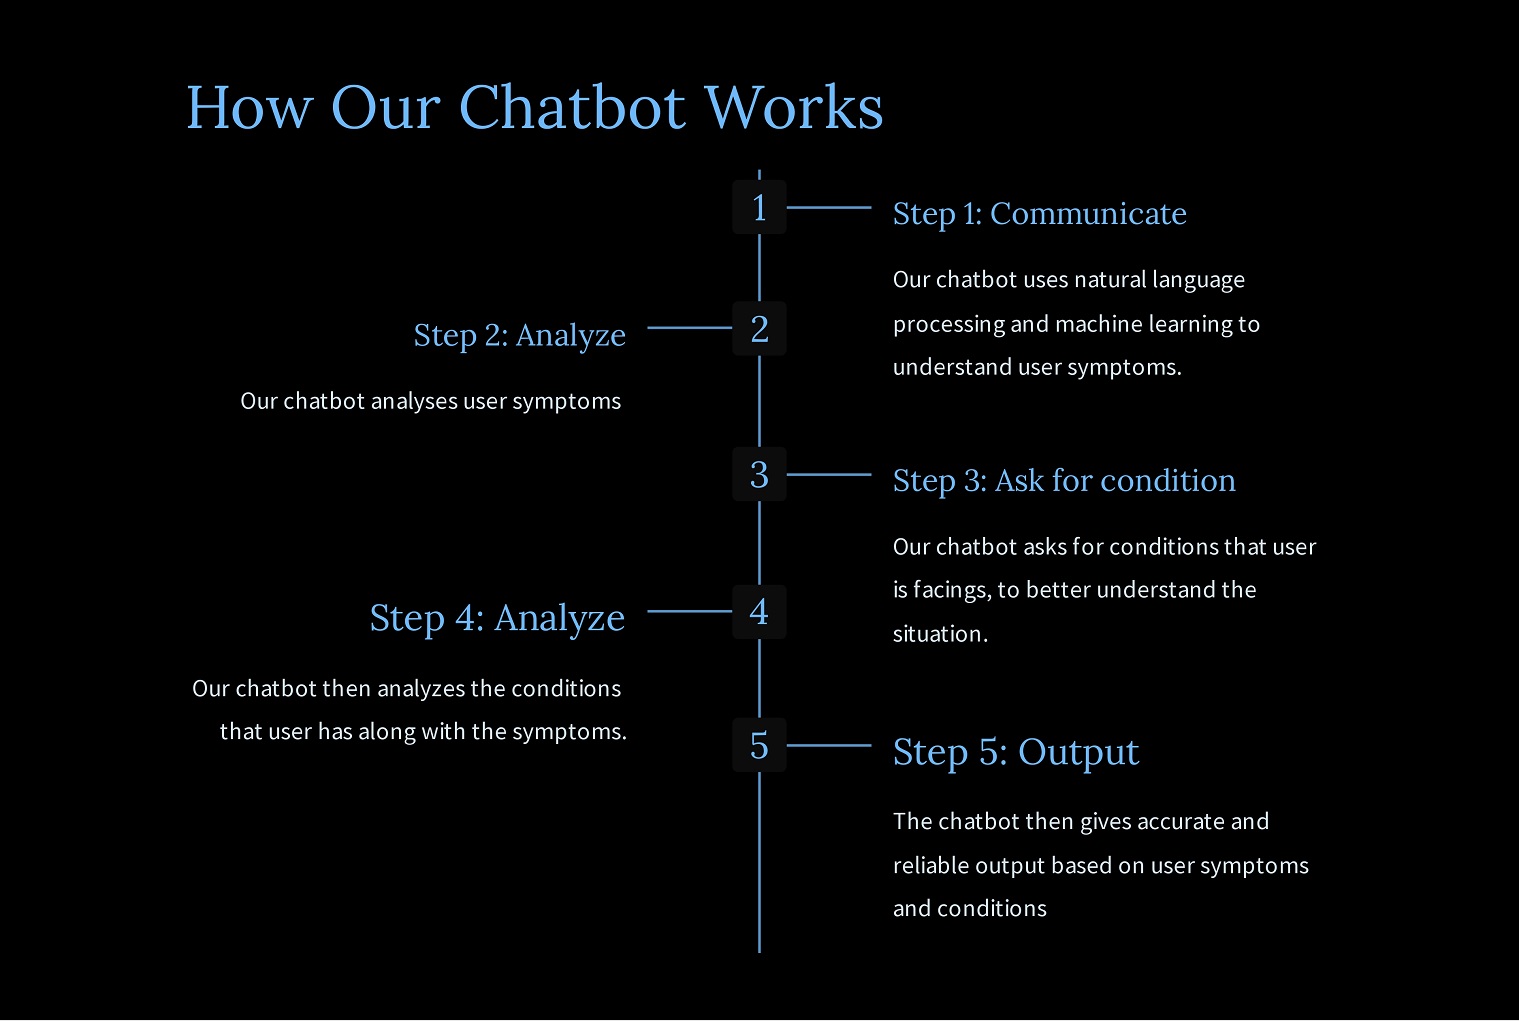 How Our Chatbot Works
1
Step 1: Communicate
Our chatbot uses natural language
processing and machine learning to
understand user symptoms.
2
Step 2: Analyze
Our chatbot analyses user symptoms
3
Step 3: Ask for condition
Our chatbot asks for conditions that user
is facings, to better understand the
situation.
4
Step 4: Analyze
Our chatbot then analyzes the conditions
that user has along with the symptoms.
5
Step 5: Output
The chatbot then gives accurate and
reliable output based on user symptoms
and conditions